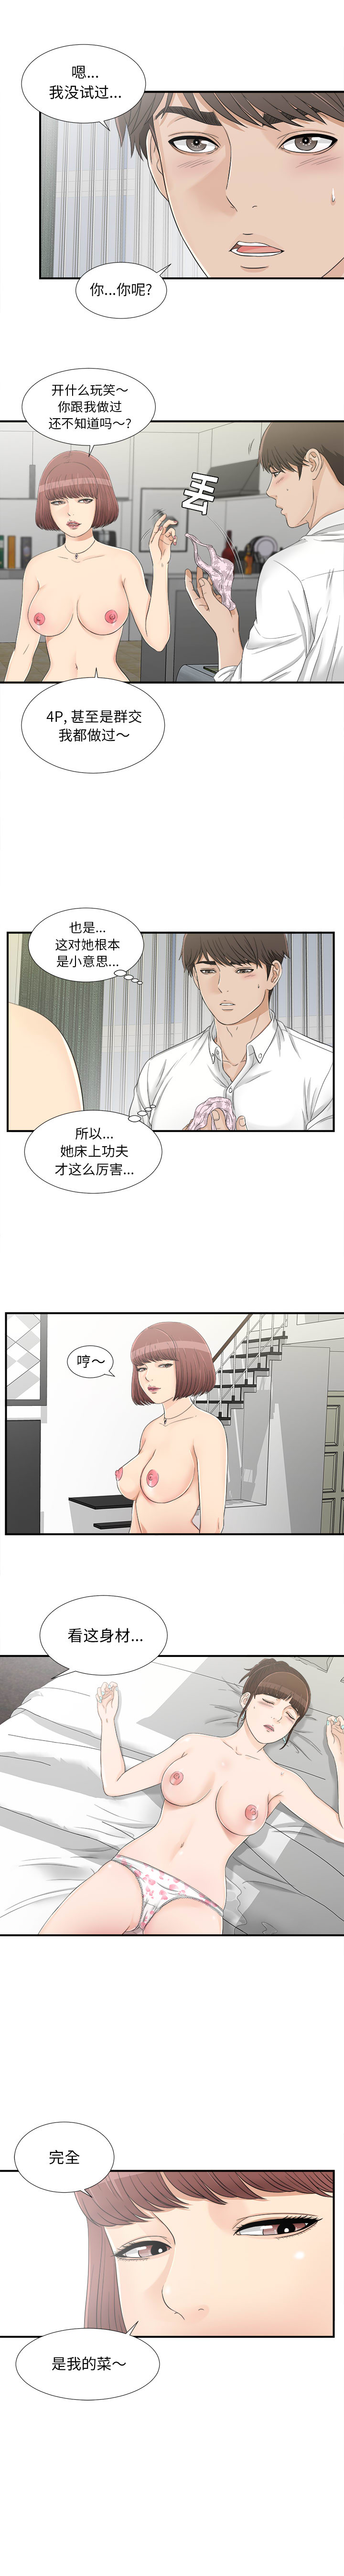 嗯...
我没试过...
你...你呢?
开什么玩笑～
你跟我做过
还不知道吗～?
丢
4P, 甚至是群交
我都做过～
也是...
这对她根本
是小意思...
所以...
她床上功夫
才这么厉害...
哼～
看这身材...
完全
是我的菜～